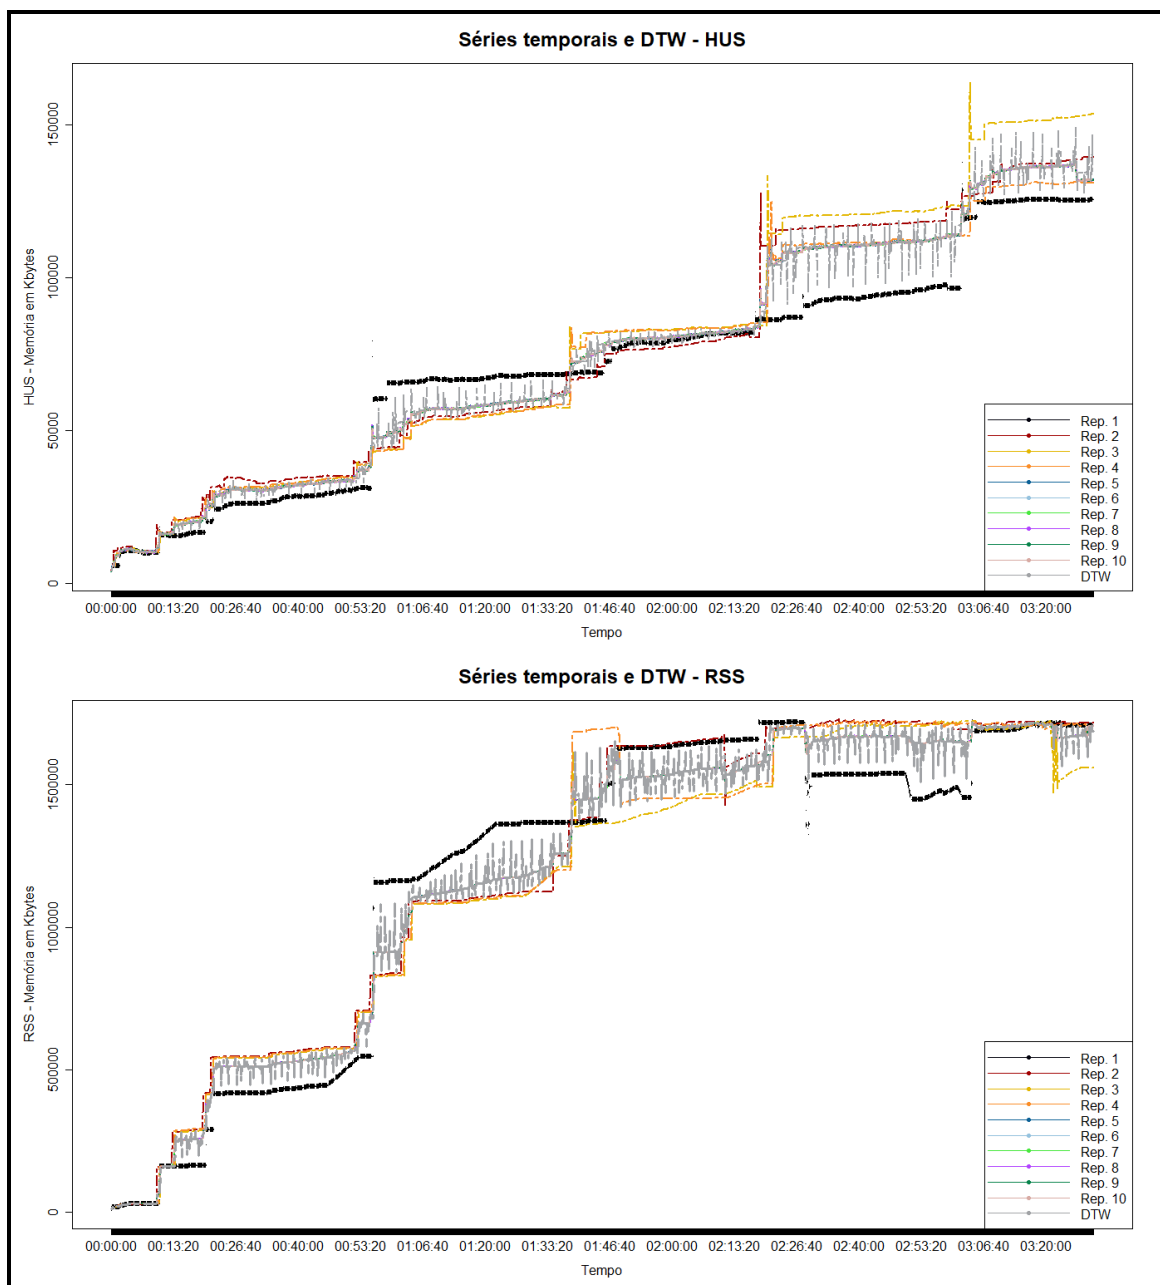 Séries temporais e DTW - HUS
HUS - Memória em Kbytes
150000
100000
50000
0
Rep. 1
Rep. 2
Rep. 3
Rep. 4
Rep. 5
Rep. 6
Rep. 7
Rep. 8
Rep. 9
Rep. 10
DTW
00:00:00 00:13:20 00:26:40 00:40:00 00:53:20 01:06:40 01:20:00 01:33:20 01:46:40 02:00:00 02:13:20 02:26:40 02:40:00 02:53:20 03:06:40 03:20:00
Tempo
Séries temporais e DTW - RSS
RSS - Memória em Kbytes
1500000
1000000
500000
0
Rep. 1
Rep. 2
Rep. 3
Rep. 4
Rep. 5
Rep. 6
Rep. 7
Rep. 8
Rep. 9
Rep. 10
DTW
00:00:00 00:13:20 00:26:40 00:40:00 00:53:20 01:06:40 01:20:00 01:33:20 01:46:40 02:00:00 02:13:20 02:26:40 02:40:00 02:53:20 03:06:40 03:20:00
Tempo